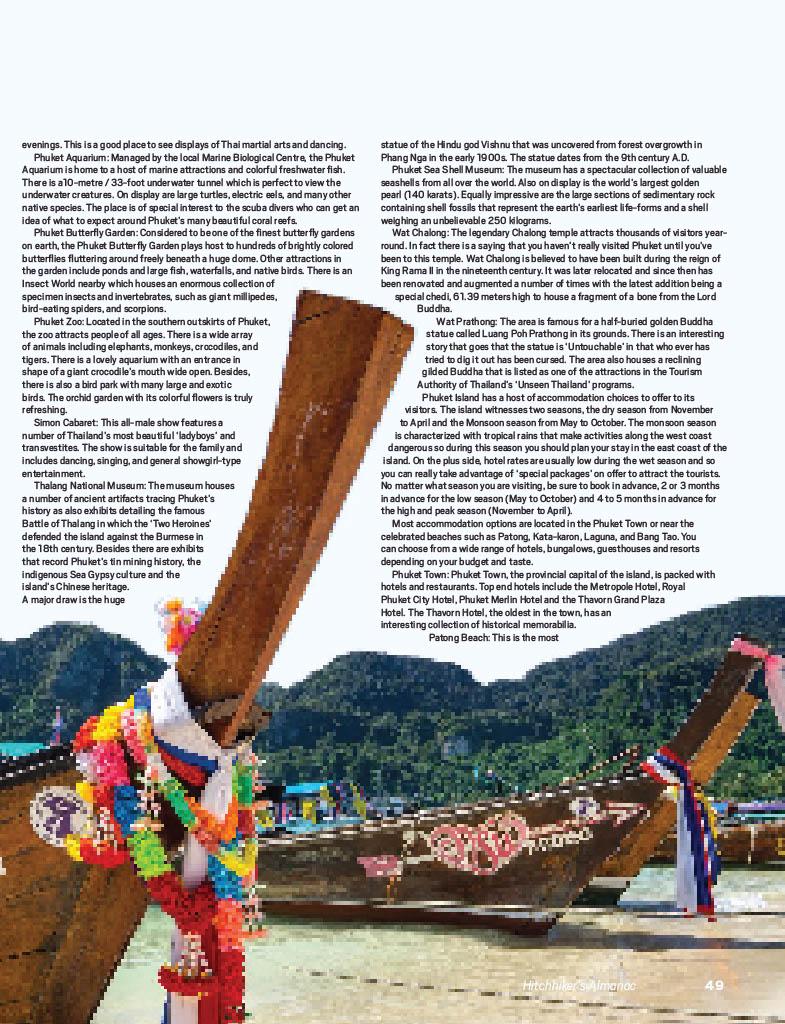 evenings. This is a good place to see displays of Thai martial arts and dancing.
Phuket Aquarium: Managed by the local Marine Biological Centre, the Phuket
Aquarium is home to a host of marine attractions and colorful freshwater fish.
There is a10-metre / 33-foot underwater tunnel which is perfect to view the
underwater creatures. On display are large turtles, electric eels, and many other
native species. The place is of special interest to the scuba divers who can get an
idea of what to expect around Phuket's many beautiful coral reefs.
Phuket Butterfly Garden: Considered to be one of the finest butterfly gardens
on earth, the Phuket Butterfly Garden plays host to hundreds of brightly colored
butterflies fluttering around freely beneath a huge dome. Other attractions in
the garden include ponds and large fish, waterfalls, and native birds. There is an
Insect World nearby which houses an enormous collection of
specimen insects and invertebrates, such as giant millipedes,
bird-eating spiders, and scorpions.
Phuket Zoo: Located in the southern outskirts of Phuket,
the zoo attracts people of all ages. There is a wide array
of animals including elephants, monkeys, crocodiles, and
tigers. There is a lovely aquarium with an entrance in
shape of a giant crocodile's mouth wide open. Besides,
there is also a bird park with many large and exotic
birds. The orchid garden with its colorful flowers is truly
refreshing.
Simon Cabaret: This all-male show features a
number of Thailand's most beautiful 'ladyboys' and
transvestites. The show is suitable for the family and
includes dancing, singing, and general showgirl-type
entertainment.
Thalang National Museum: The museum houses
a number of ancient artifacts tracing Phuket's
history as also exhibits detailing the famous
Battle of Thalang in which the 'Two Heroines'
defended the island against the Burmese in
the 18th century. Besides there are exhibits
that record Phuket's tin mining history, the
indigenous Sea Gypsy culture and the
island's Chinese heritage.
A major draw is the huge
statue of the Hindu god Vishnu that was uncovered from forest overgrowth in
Phang Nga in the early 1900s. The statue dates from the 9th century A.D.
Phuket Sea Shell Museum: The museum has a spectacular collection of valuable
seashells from all over the world. Also on display is the world's largest golden
pearl (140 karats). Equally impressive are the large sections of sedimentary rock
containing shell fossils that represent the earth's earliest life-forms and a shell
weighing an unbelievable 250 kilograms.
Wat Chalong: The legendary Chalong temple attracts thousands of visitors year-
round. In fact there is a saying that you haven't really visited Phuket until you've
been to this temple. Wat Chalong is believed to have been built during the reign of
King Rama II in the nineteenth century. It was later relocated and since then has
been renovated and augmented a number of times with the latest addition being a
special chedi, 61.39 meters high to house a fragment of a bone from the Lord
Buddha.
Wat Prathong: The area is famous for a half-buried golden Buddha
statue called Luang Poh Prathong in its grounds. There is an interesting
story that goes that the statue is 'Untouchable' in that who ever has
tried to dig it out has been cursed. The area also houses a reclining
gilded Buddha that is listed as one of the attractions in the Tourism
Authority of Thailand's 'Unseen Thailand' programs.
Phuket Island has a host of accommodation choices to offer to its
visitors. The island witnesses two seasons, the dry season from November
to April and the Monsoon season from May to October. The monsoon season
is characterized with tropical rains that make activities along the west coast
dangerous so during this season you should plan your stay in the east coast of the
island. On the plus side, hotel rates are usually low during the wet season and so
you can really take advantage of 'special packages' on offer to attract the tourists.
No matter what season you are visiting, be sure to book in advance, 2 or 3 months
in advance for the low season (May to October) and 4 to 5 months in advance for
the high and peak season (November to April).
Most accommodation options are located in the Phuket Town or near the
celebrated beaches such as Patong, Kata-karon, Laguna, and Bang Tao. You
can choose from a wide range of hotels, bungalows, guesthouses and resorts
depending on your budget and taste.
Phuket Town: Phuket Town, the provincial capital of the island, is packed with
hotels and restaurants. Top end hotels include the Metropole Hotel, Royal
Phuket City Hotel, Phuket Merlin Hotel and the Thavorn Grand Plaza
Hotel. The Thavorn Hotel, the oldest in the town, has an
interesting collection of historical memorabilia.
Patong Beach: This is the most
Hitchhiker's Almanac 49